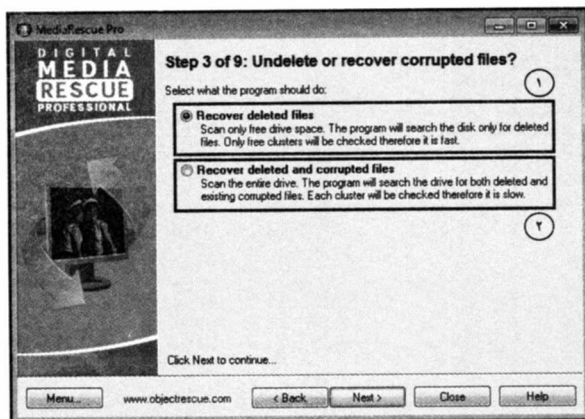 MediaRescue Pro
DIGITAL
MEDIA
RESCUE
PROFESSIONAL
Step 3 of 9: Undelete or recover corrupted files?
Select what the program should do:
۱
Recover deleted files
Scan only free drive space. The program will search the disk only for deleted
files. Only free clusters will be checked therefore it is fast.
Recover deleted and corrupted files
Scan the entire drive. The program will search the drive for both deleted and
existing corrupted files. Each cluster will be checked therefore it is slow.
۲
Click Next to continue...
Menu... www.objectrescue.com < Back Next > Close Help